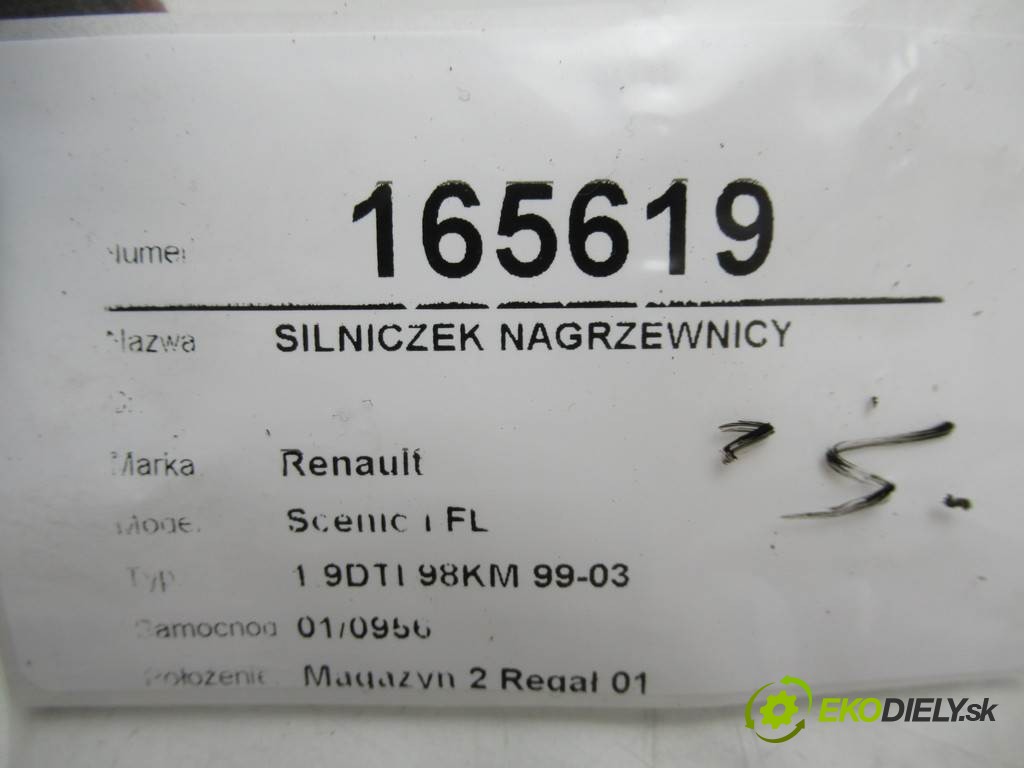 Numer 165619
Nazwa SILNICZEK NAGRZEWNICY
Marka Renault
Model Scenic I FL
Typ 1.9DTI 98KM 99-03
Samochód 01/0956
Położenie Magazyn 2 Regał 01
EKODIELY.sk